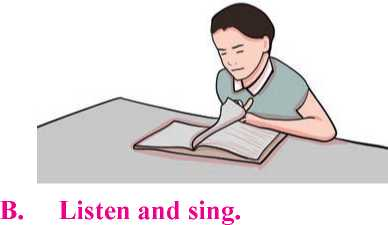 B. Listen and sing.